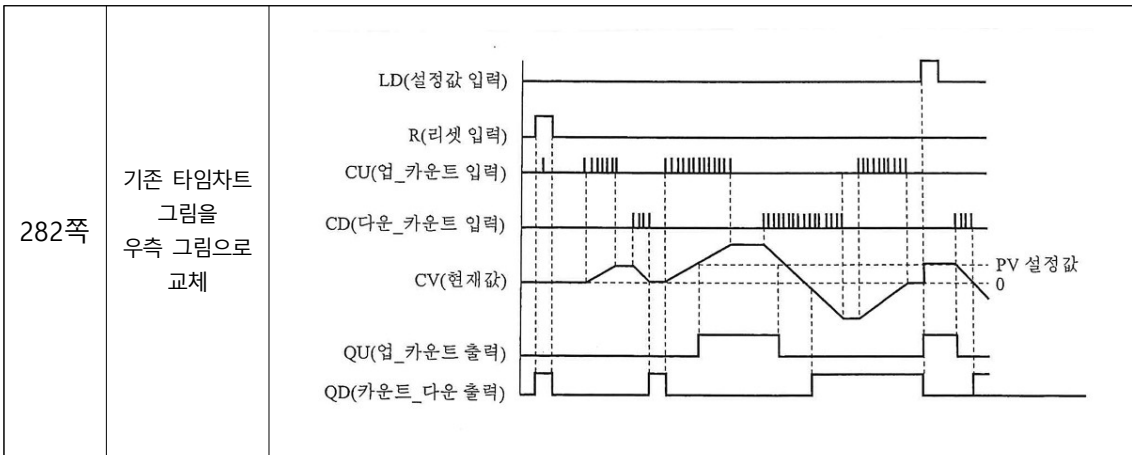 282쪽
기존 타임차트
그림을
우측 그림으로
교체
LD(설정값 입력)
R(리셋 입력)
CU(업_카운트 입력)
CD(다운_카운트 입력)
CV(현재값)
PV 설정값
0
QU(업_카운트 출력)
QD(카운트_다운 출력)